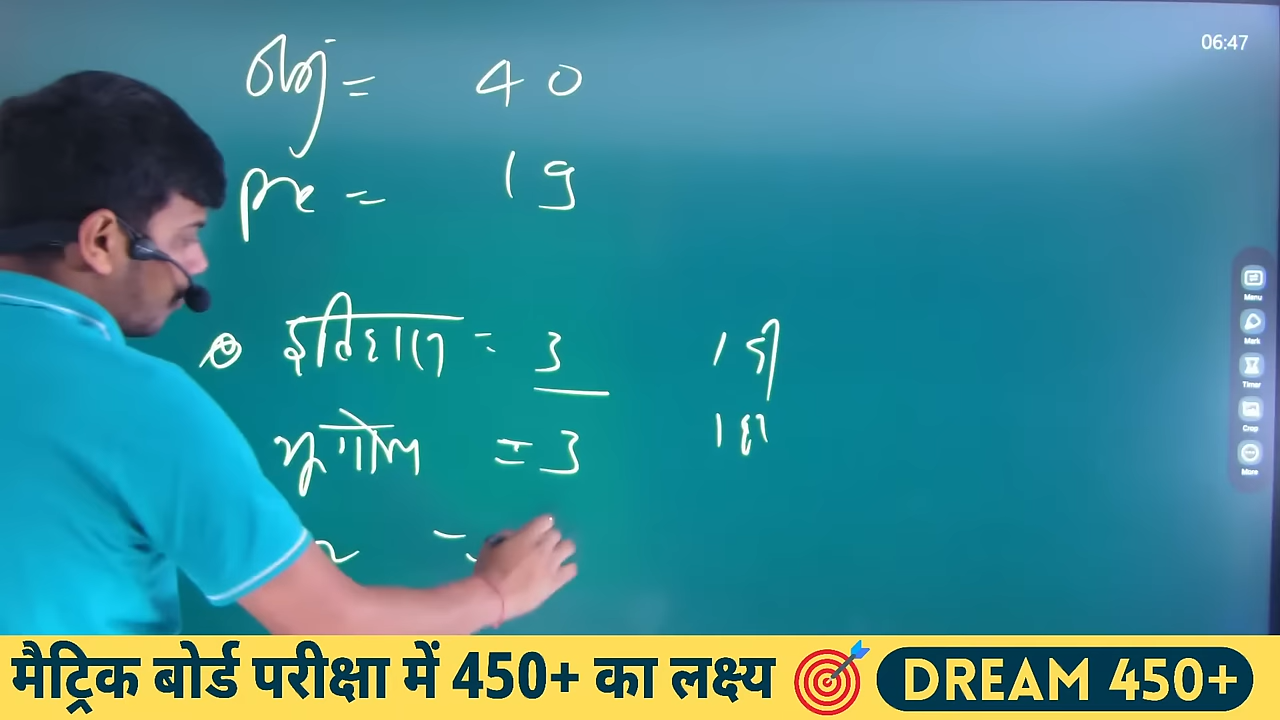 06:47
Obj = 40
Pre = 19
इतिहास = 3
भूगोल = 3
Menu
Mark
Timer
Crop
More
मैट्रिक बोर्ड परीक्षा में 450+ का लक्ष्य
DREAM 450+